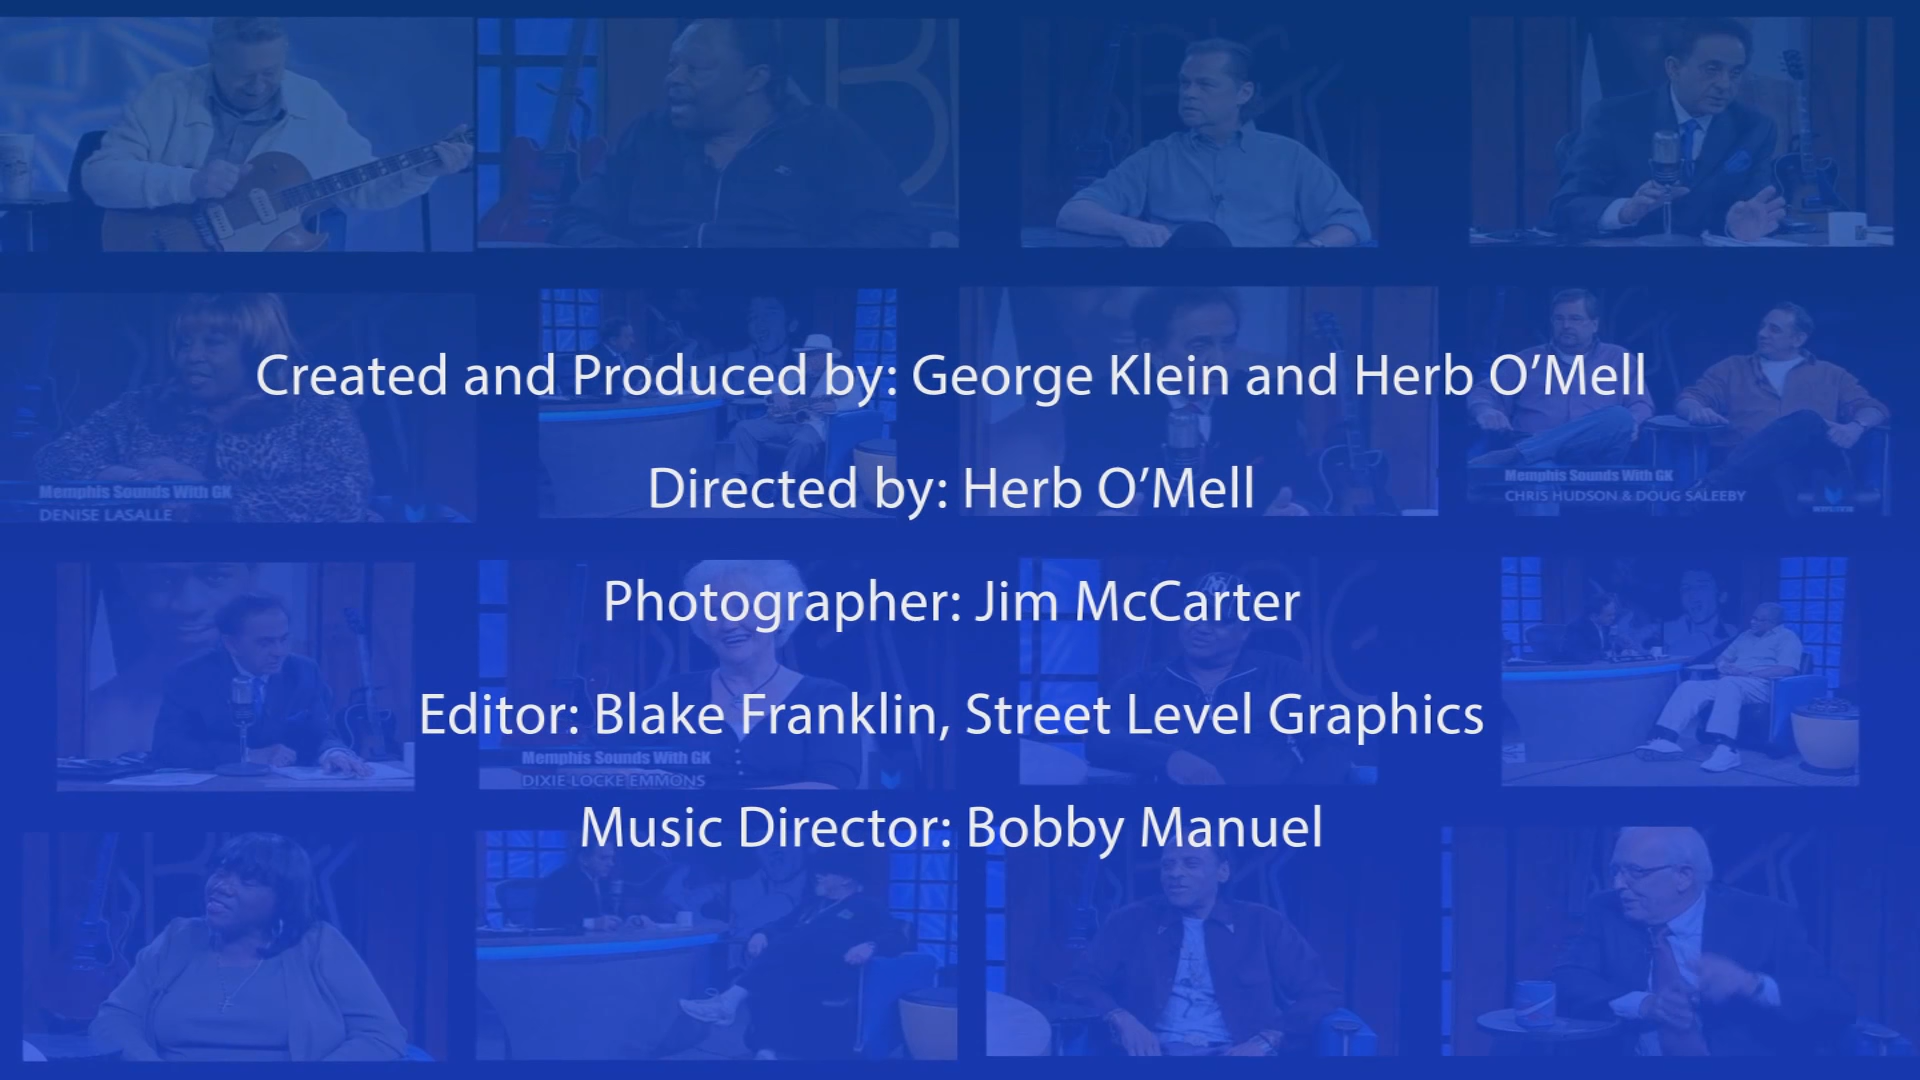 Created and Produced by: George Klein and Herb O’Mell
Memphis Sounds With GK
CHRIS HUDSON & DOUG SALEEBY
Directed by: Herb O’Mell
Memphis Sounds With GK
DENISE LASALLE
Photographer: Jim McCarter
Editor: Blake Franklin, Street Level Graphics
Memphis Sounds With GK
DIXIE LOCKE EMMONS
Music Director: Bobby Manuel